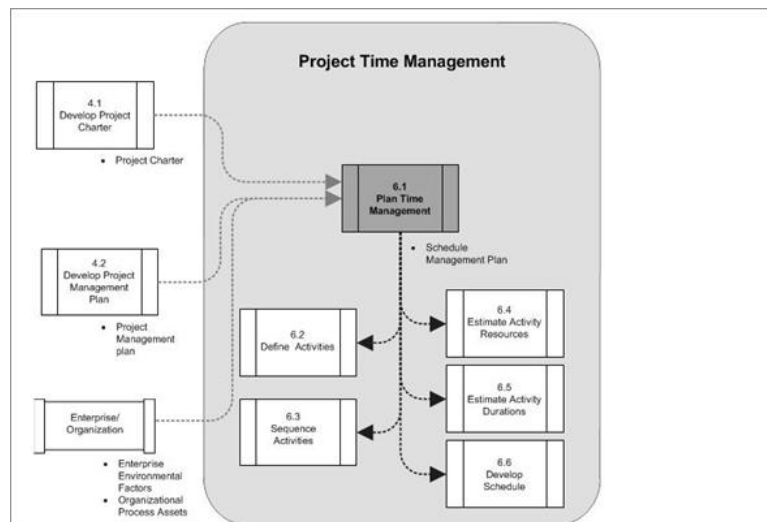 Project Time Management
4.1
Develop Project
Charter
• Project Charter
6.1
Plan Time
Management
• Schedule
Management Plan
4.2
Develop Project
Management
Plan
• Project
Management
plan
6.2
Define Activities
6.4
Estimate Activity
Resources
6.3
Sequence
Activities
6.5
Estimate Activity
Durations
Enterprise/
Organization
• Enterprise
Environmental
Factors
• Organizational
Process Assets
6.6
Develop
Schedule